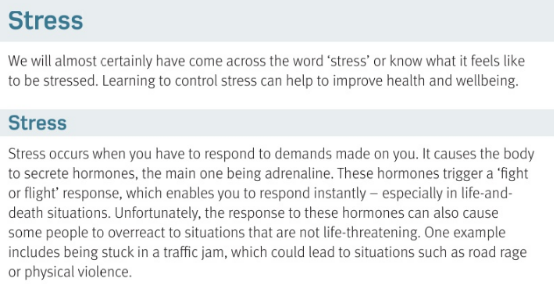 Stress
We will almost certainly have come across the word ‘stress’ or know what it feels like
to be stressed. Learning to control stress can help to improve health and wellbeing.
Stress
Stress occurs when you have to respond to demands made on you. It causes the body
to secrete hormones, the main one being adrenaline. These hormones trigger a ‘fight
or flight’ response, which enables you to respond instantly – especially in life-and-
death situations. Unfortunately, the response to these hormones can also cause
some people to overreact to situations that are not life-threatening. One example
includes being stuck in a traffic jam, which could lead to situations such as road rage
or physical violence.